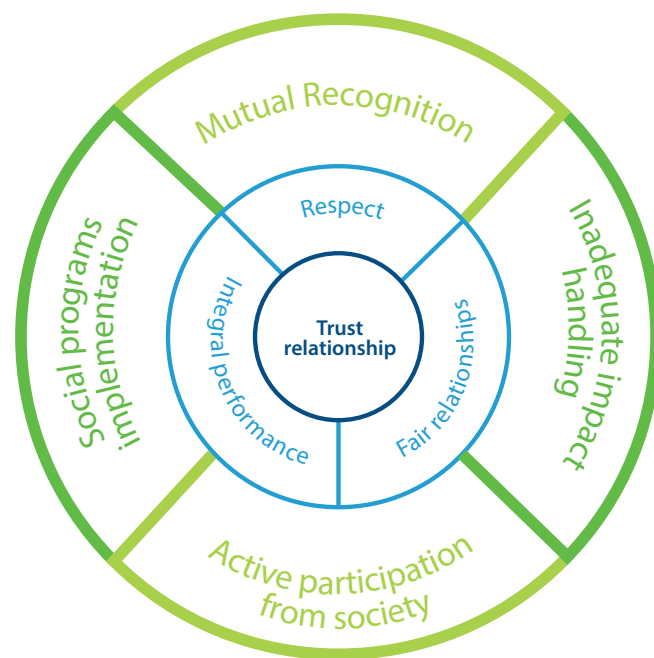 Mutual Recognition
Respect
Social programs
implementation
Integral performance
Trust
relationship
Fair relationships
Inadequate impact
handling
Active participation
from society